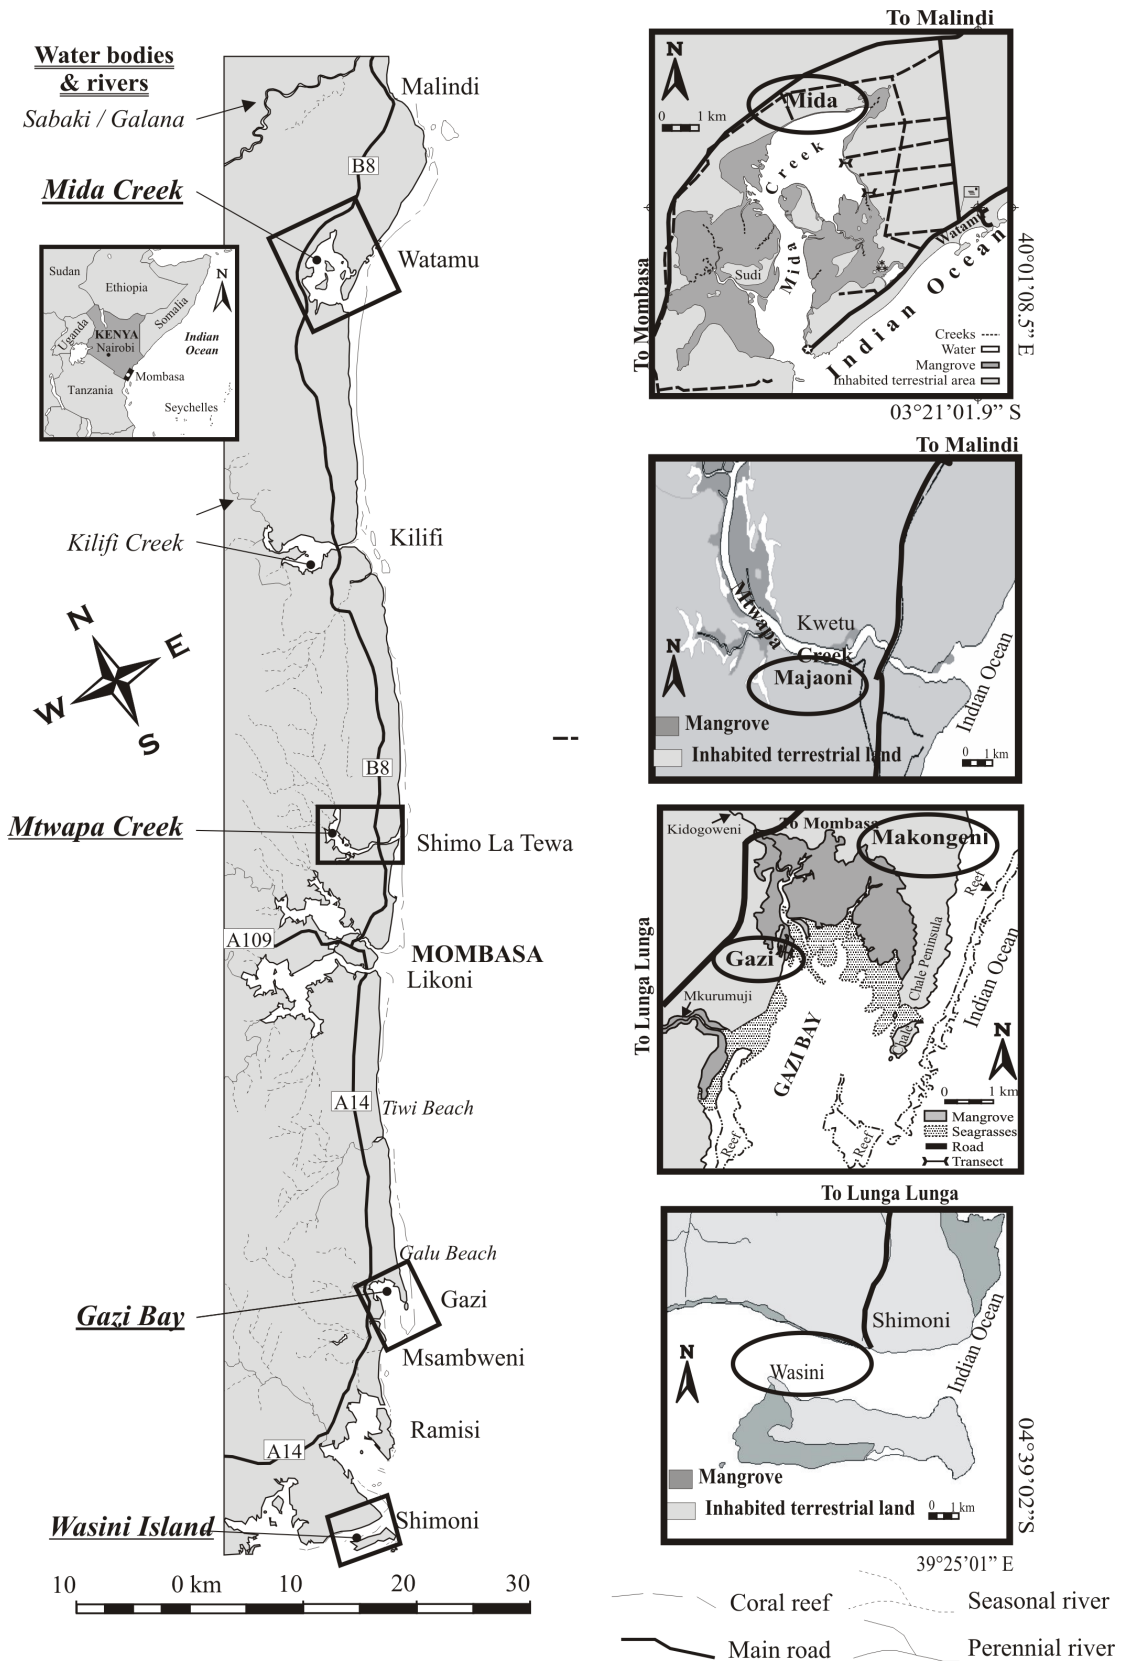 Water bodies
& rivers
Sabaki / Galana
Malindi
B8
Mida Creek
Watamu
Sudan
N
Ethiopia
Somalia
Uganda
KENYA
Nairobi
Indian
Ocean
Mombasa
Tanzania
Seychelles
Kilifi
Kilifi Creek
N
E
W
S
B8
Mtwapa Creek
Shimo La Tewa
A109
MOMBASA
Likoni
A14
Tiwi Beach
Galu Beach
Gazi
Gazi Bay
Msambweni
Ramisi
A14
Shimoni
Wasini Island
10 0 km 10 20 30
To Malindi
N
Mida
0 1 km
Creek
Mida
Sudi
Watamu
Indian Ocean
To Mombasa
Creeks
Water
Mangrove
Inhabited terrestrial area
40°01'08.5” E
03°21'01.9” S
To Malindi
Mtwapa
Kwetu
Creek
N
Majaoni
Indian Ocean
Mangrove
Inhabited terrestrial land
0 1 km
Kidogoweni
To Mombasa
Makongeni
Reef
To Lunga Lunga
Gazi
Chale Peninsula
Indian Ocean
Mkurumuji
Chale
GAZI BAY
N
0 1 km
Mangrove
Seagrasses
Road
Transect
Reef
Reef
To Lunga Lunga
Shimoni
Indian Ocean
N
Wasini
Mangrove
Inhabited terrestrial land
0 1 km
04°39'02”S
39°25'01” E
Coral reef
Seasonal river
Main road
Perennial river